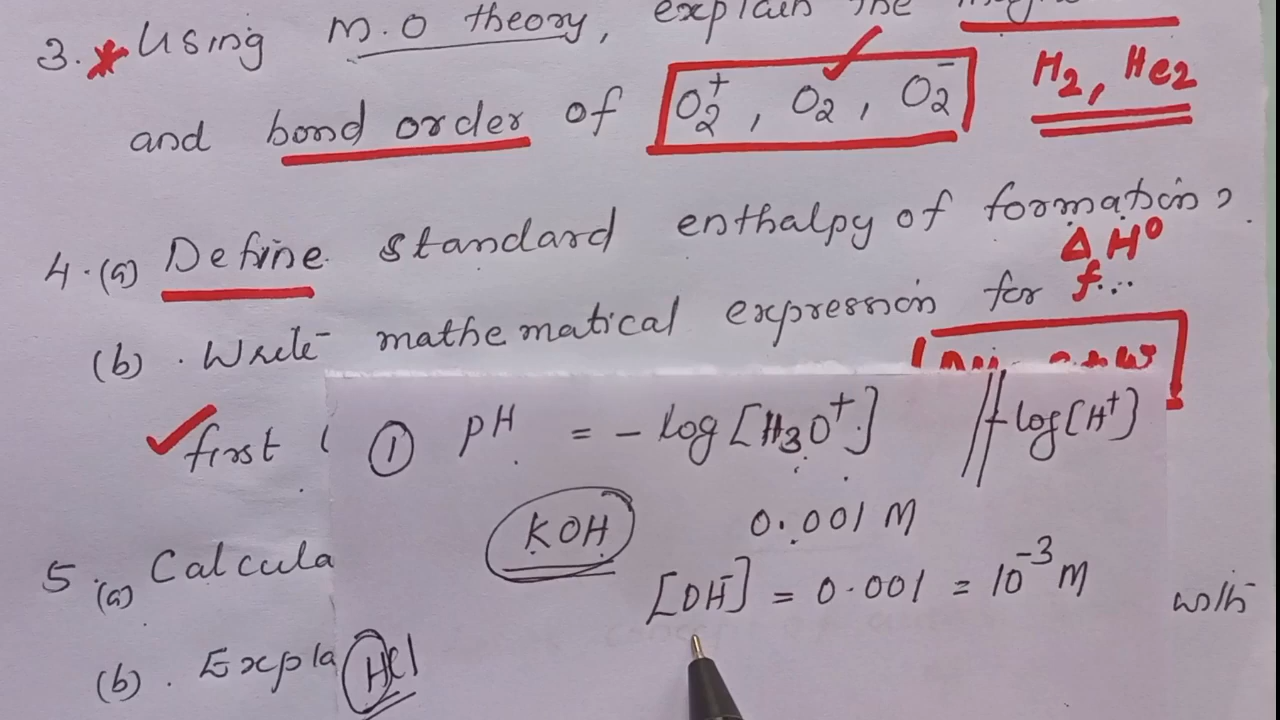 3. * Using M.O theory, explain the
and bond order of O₂⁺, O₂, O₂⁻ H₂, He₂
4.(a) Define standard enthalpy of formation?
ΔH⁰f...
(b). Write mathematical expression for
first
① pH = -log[H₃O⁺] // -log[H⁺]
KOH 0.001 M
[OH⁻] = 0.001 = 10⁻³ M
5.(a) Calcula
with
(b). Expla
HCl